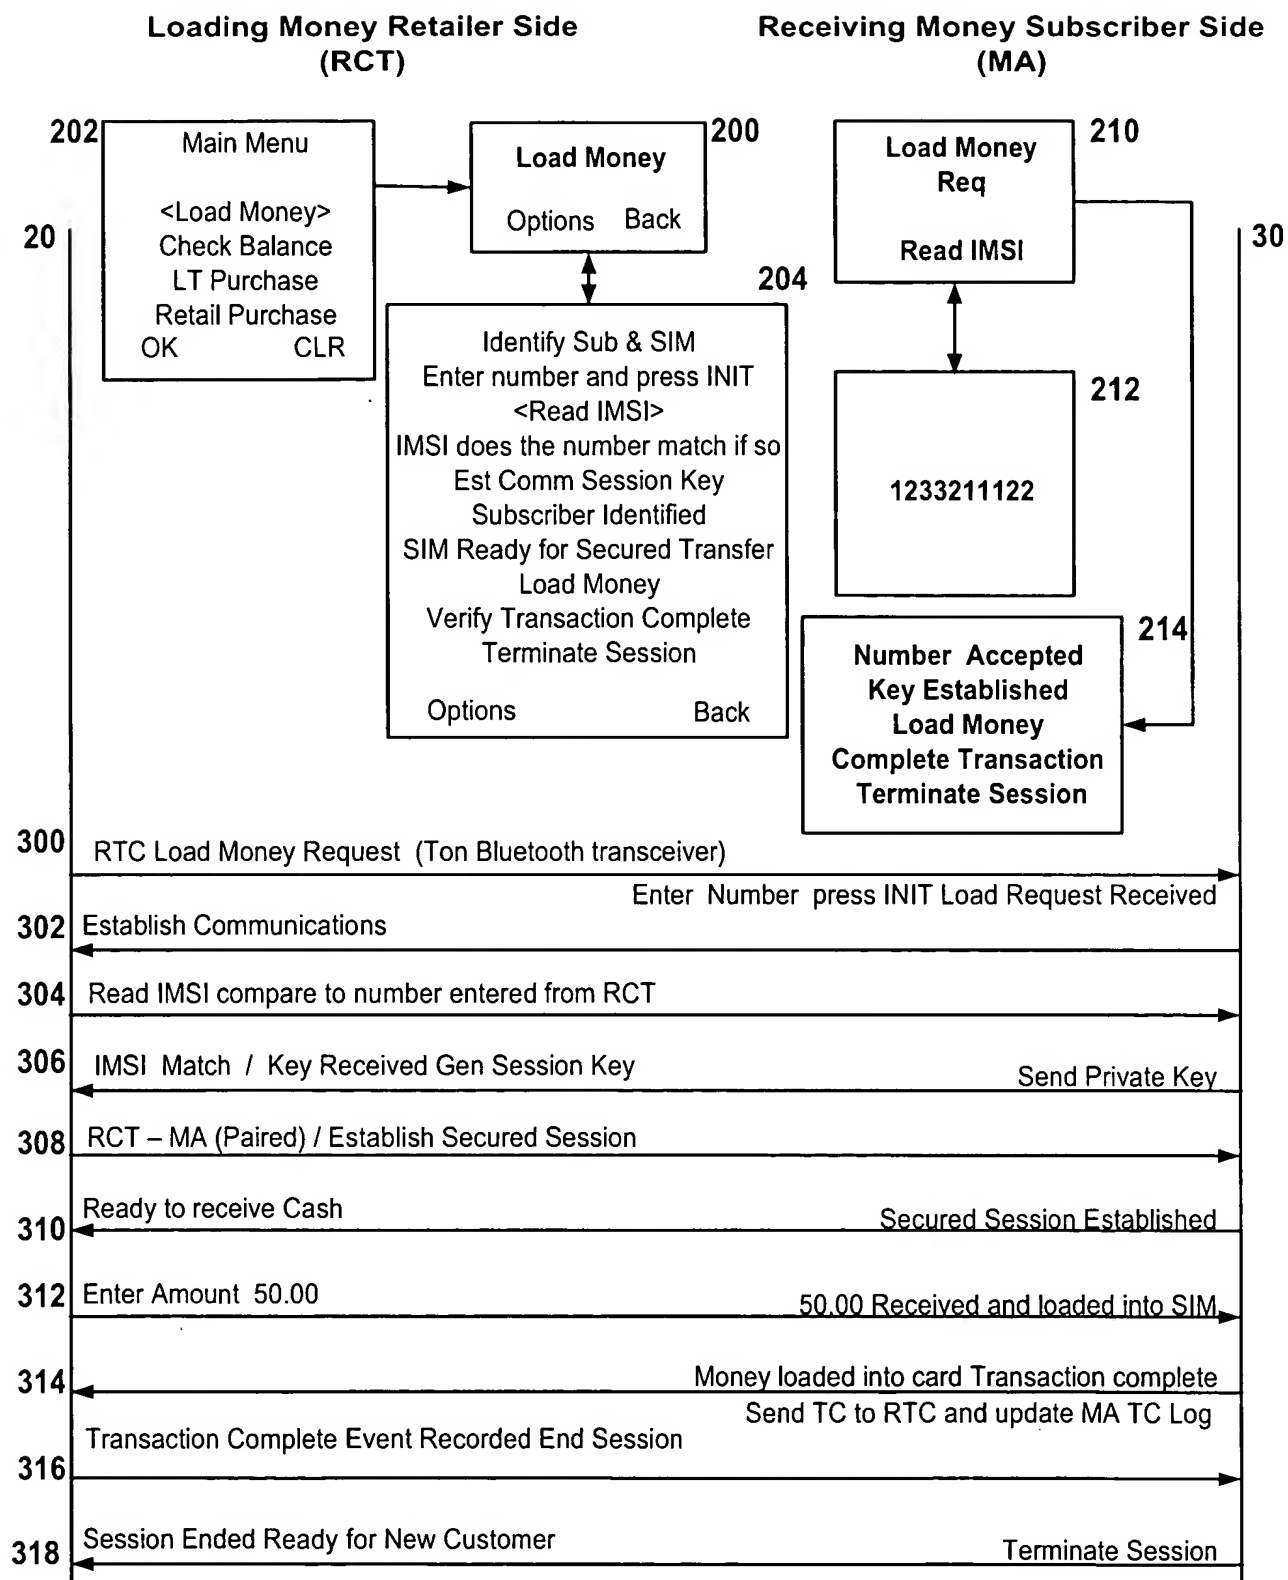 Loading Money Retailer Side
(RCT)
Receiving Money Subscriber Side
(MA)
202
Main Menu
<Load Money>
Check Balance
LT Purchase
Retail Purchase
OK CLR
200
Load Money
Options Back
204
Identify Sub & SIM
Enter number and press INIT
<Read IMSI>
IMSI does the number match if so
Est Comm Session Key
Subscriber Identified
SIM Ready for Secured Transfer
Load Money
Verify Transaction Complete
Terminate Session
Options Back
210
Load Money
Req
Read IMSI
212
1233211122
214
Number Accepted
Key Established
Load Money
Complete Transaction
Terminate Session
20
30
300
RTC Load Money Request (Ton Bluetooth transceiver)
Enter Number press INIT Load Request Received
302
Establish Communications
304
Read IMSI compare to number entered from RCT
306
IMSI Match / Key Received Gen Session Key
Send Private Key
308
RCT – MA (Paired) / Establish Secured Session
310
Ready to receive Cash
Secured Session Established
312
Enter Amount 50.00
50.00 Received and loaded into SIM
314
Money loaded into card Transaction complete
Send TC to RTC and update MA TC Log
316
Transaction Complete Event Recorded End Session
318
Session Ended Ready for New Customer
Terminate Session